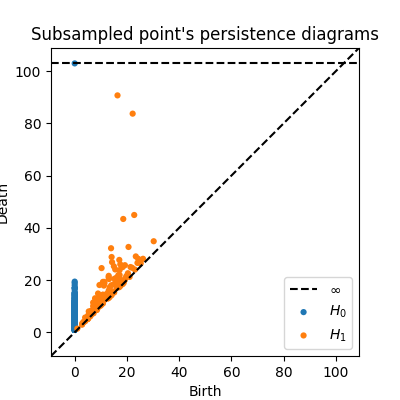 Subsampled point's persistence diagrams
100
80
60
40
20
0
Death
0 20 40 60 80 100
Birth
∞
H₀
H₁